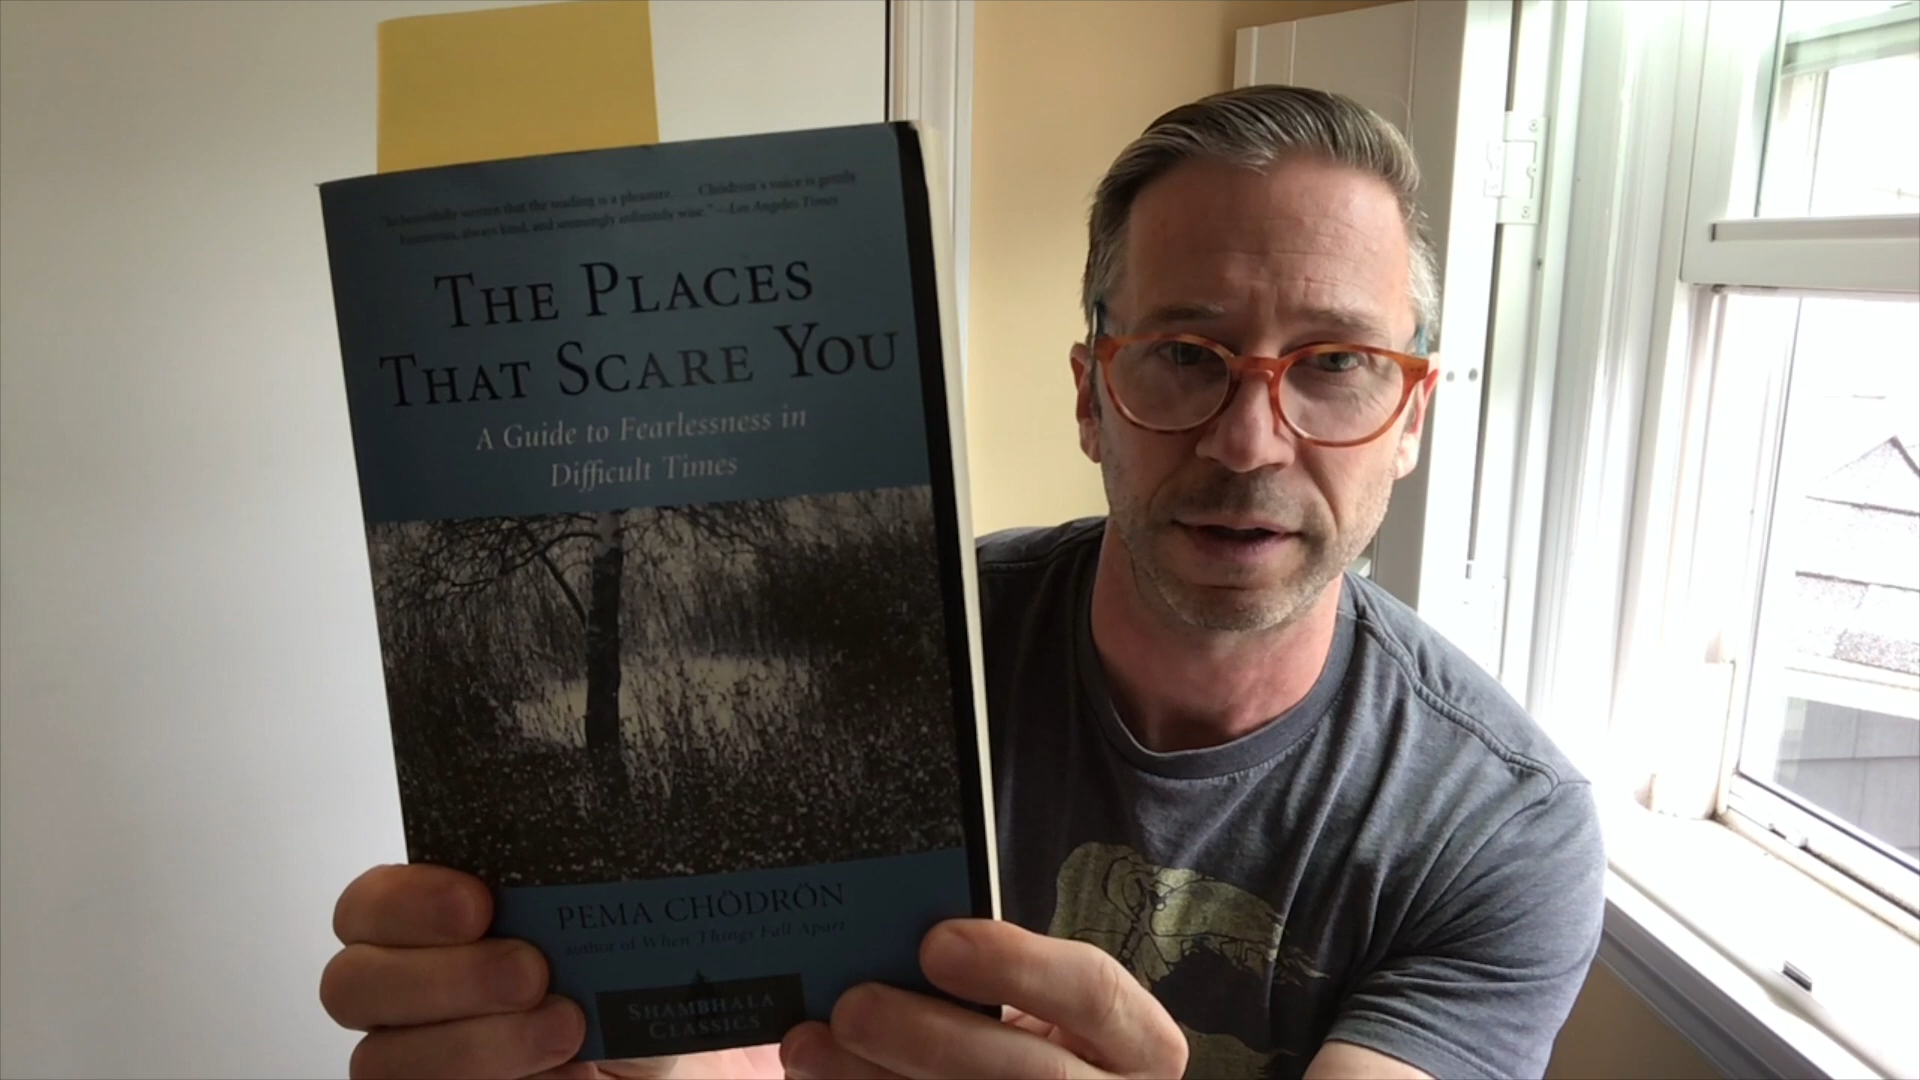 "So beautifully written that the reading is a pleasure. . . . Chödrön's voice is gently
humorous, always kind, and seemingly infinitely wise." —Los Angeles Times
THE PLACES
THAT SCARE YOU
A Guide to Fearlessness in
Difficult Times
PEMA CHÖDRÖN
author of When Things Fall Apart
SHAMBHALA
CLASSICS